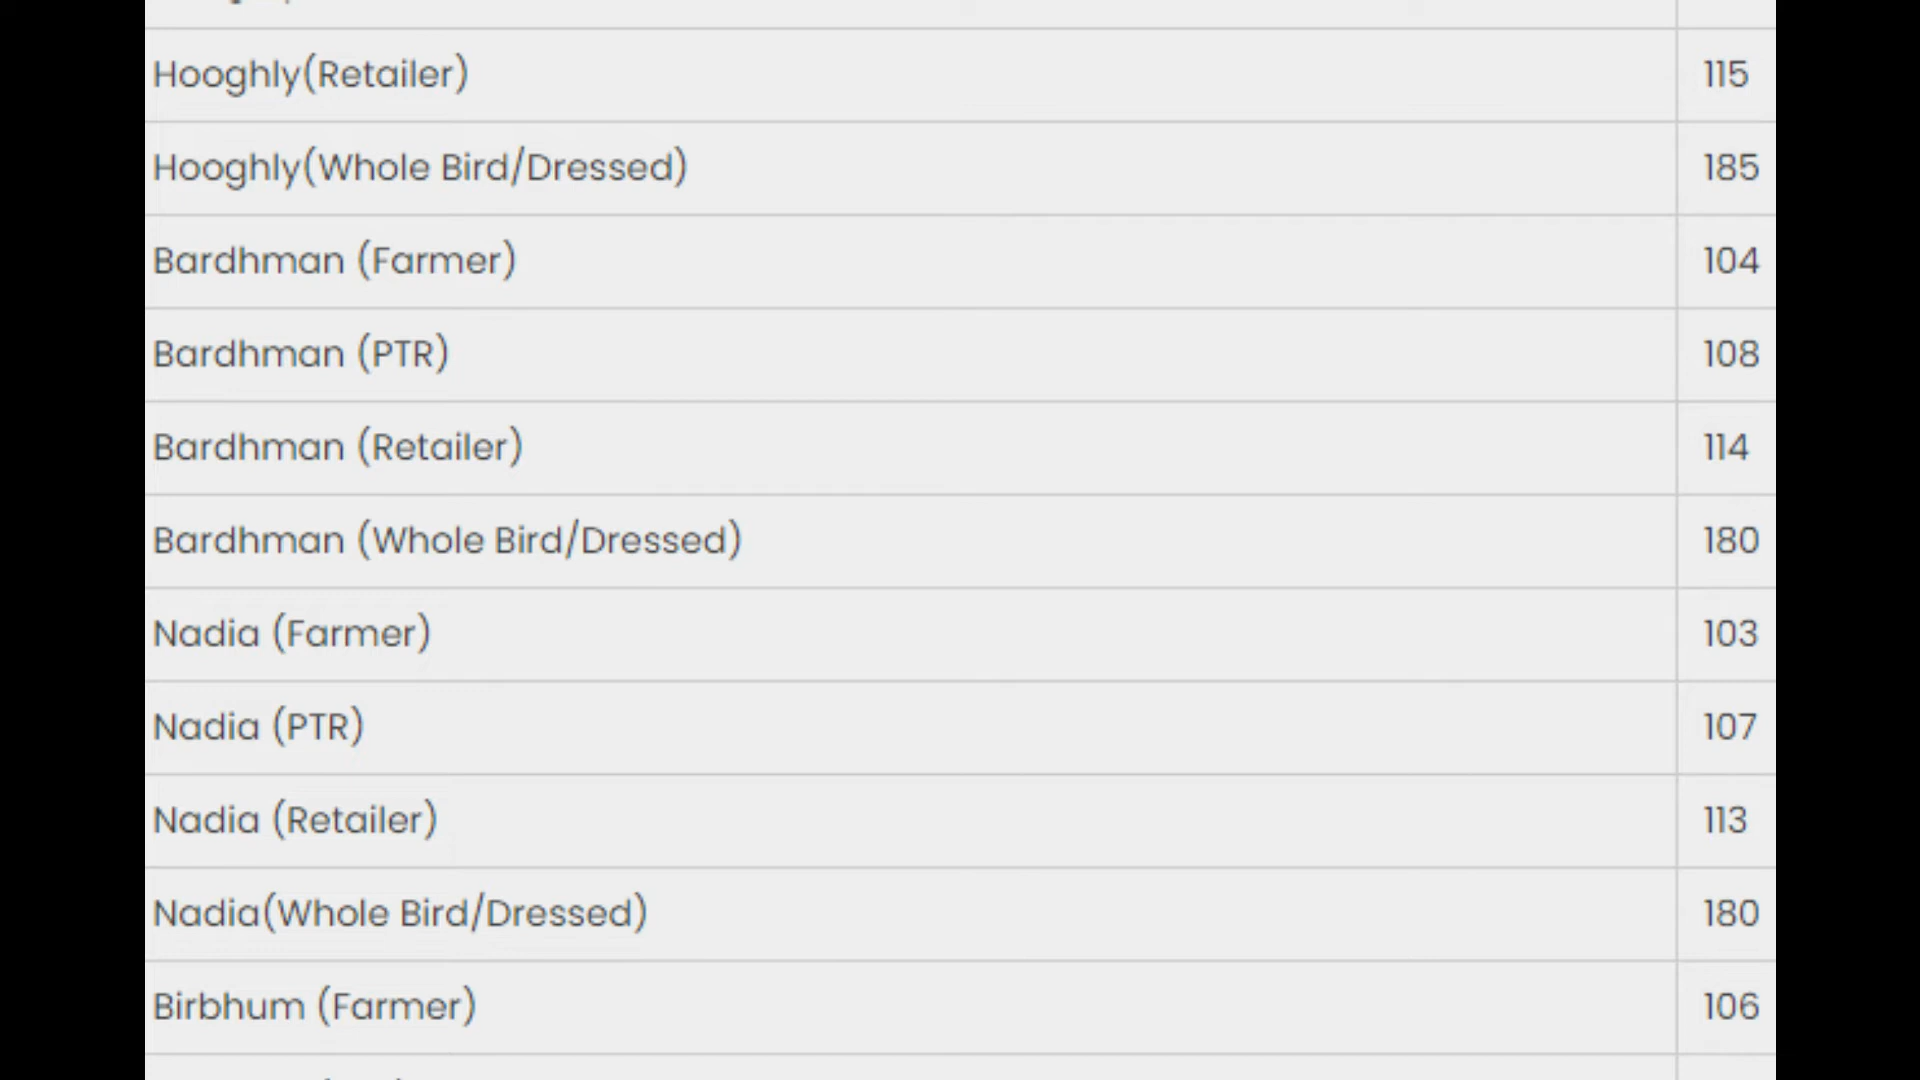 Hooghly(Retailer) 115
Hooghly(Whole Bird/Dressed) 185
Bardhman (Farmer) 104
Bardhman (PTR) 108
Bardhman (Retailer) 114
Bardhman (Whole Bird/Dressed) 180
Nadia (Farmer) 103
Nadia (PTR) 107
Nadia (Retailer) 113
Nadia(Whole Bird/Dressed) 180
Birbhum (Farmer) 106